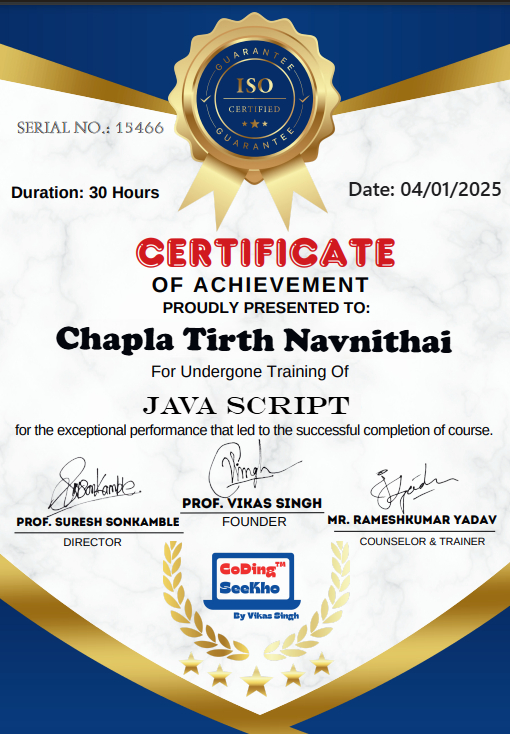 GUARANTEE
ISO
CERTIFIED
GUARANTEE
SERIAL NO.: 15466
Duration: 30 Hours
Date: 04/01/2025
CERTIFICATE
OF ACHIEVEMENT
PROUDLY PRESENTED TO:
Chapla Tirth Navnithai
For Undergone Training Of
JAVA SCRIPT
for the exceptional performance that led to the successful completion of course.
PROF. SURESH SONKAMBLE
DIRECTOR
PROF. VIKAS SINGH
FOUNDER
MR. RAMESHKUMAR YADAV
COUNSELOR & TRAINER
CoDing™
SeeKho
By Vikas Singh